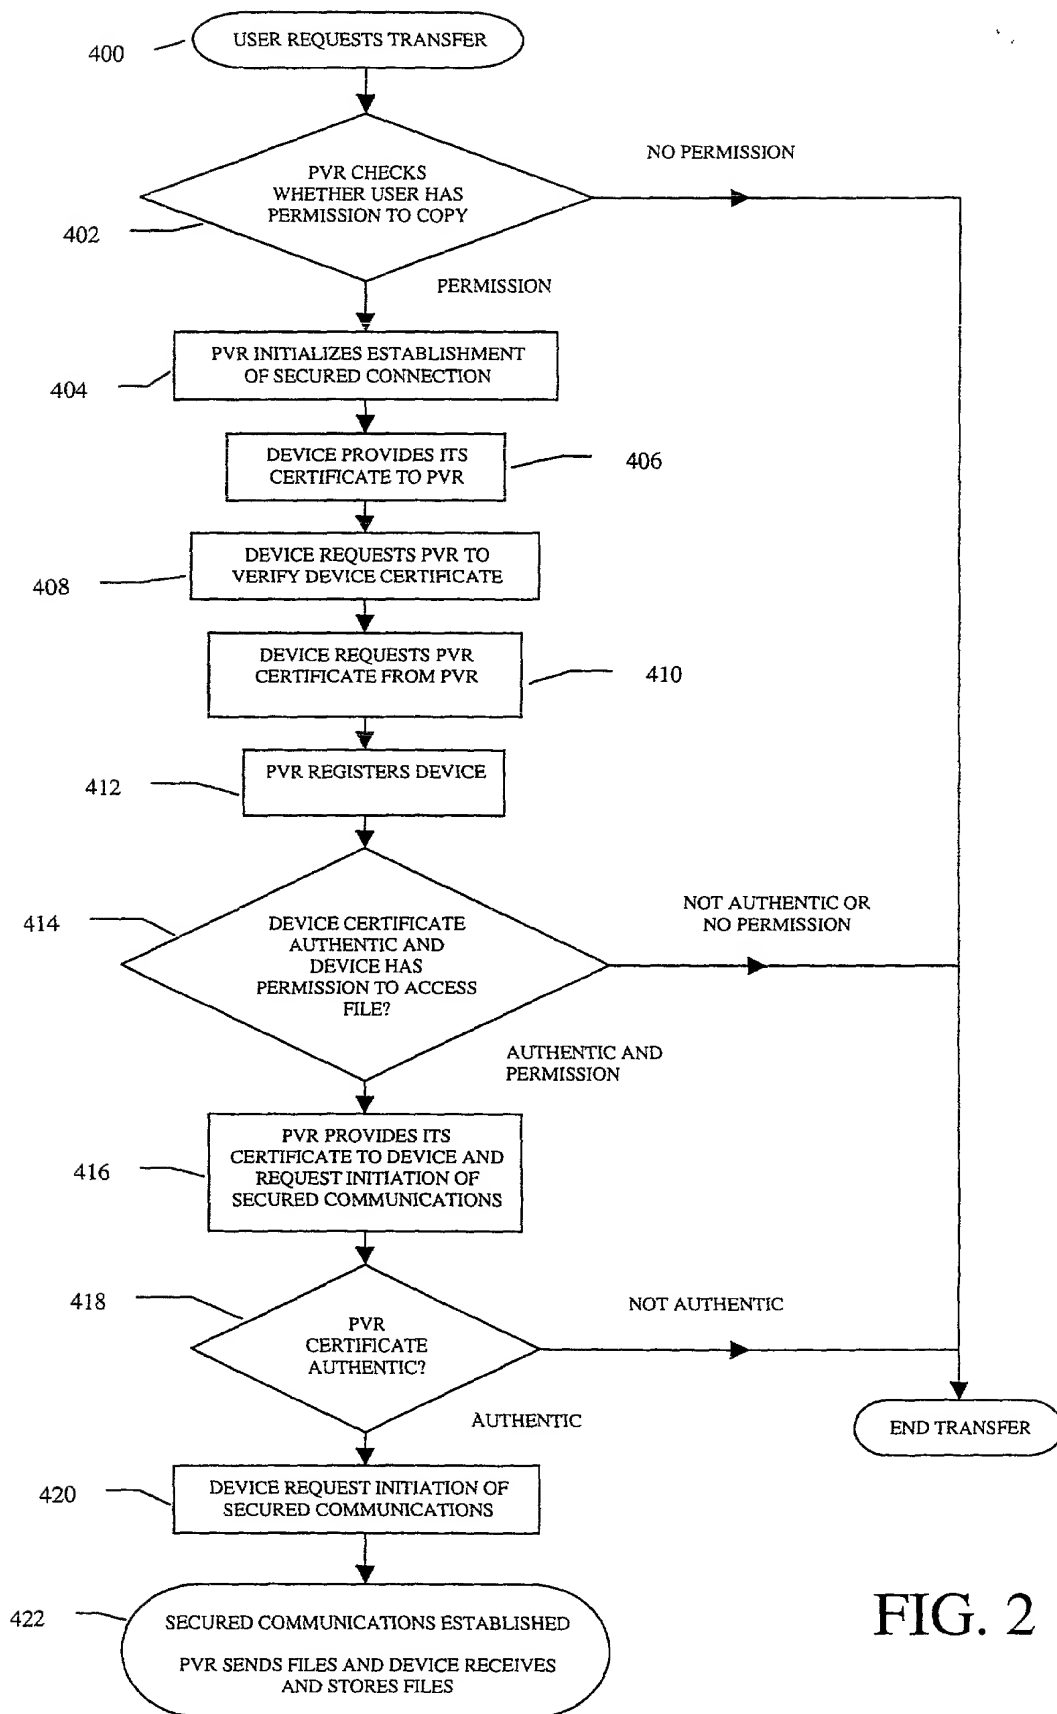 400
USER REQUESTS TRANSFER
PVR CHECKS
WHETHER USER HAS
PERMISSION TO COPY
NO PERMISSION
402
PERMISSION
PVR INITIALIZES ESTABLISHMENT
OF SECURED CONNECTION
404
DEVICE PROVIDES ITS
CERTIFICATE TO PVR
406
DEVICE REQUESTS PVR TO
VERIFY DEVICE CERTIFICATE
408
DEVICE REQUESTS PVR
CERTIFICATE FROM PVR
410
PVR REGISTERS DEVICE
412
414
DEVICE CERTIFICATE
AUTHENTIC AND
DEVICE HAS
PERMISSION TO ACCESS
FILE?
NOT AUTHENTIC OR
NO PERMISSION
AUTHENTIC AND
PERMISSION
PVR PROVIDES ITS
CERTIFICATE TO DEVICE AND
REQUEST INITIATION OF
SECURED COMMUNICATIONS
416
418
PVR
CERTIFICATE
AUTHENTIC?
NOT AUTHENTIC
AUTHENTIC
END TRANSFER
DEVICE REQUEST INITIATION OF
SECURED COMMUNICATIONS
420
422
SECURED COMMUNICATIONS ESTABLISHED
PVR SENDS FILES AND DEVICE RECEIVES
AND STORES FILES
FIG. 2